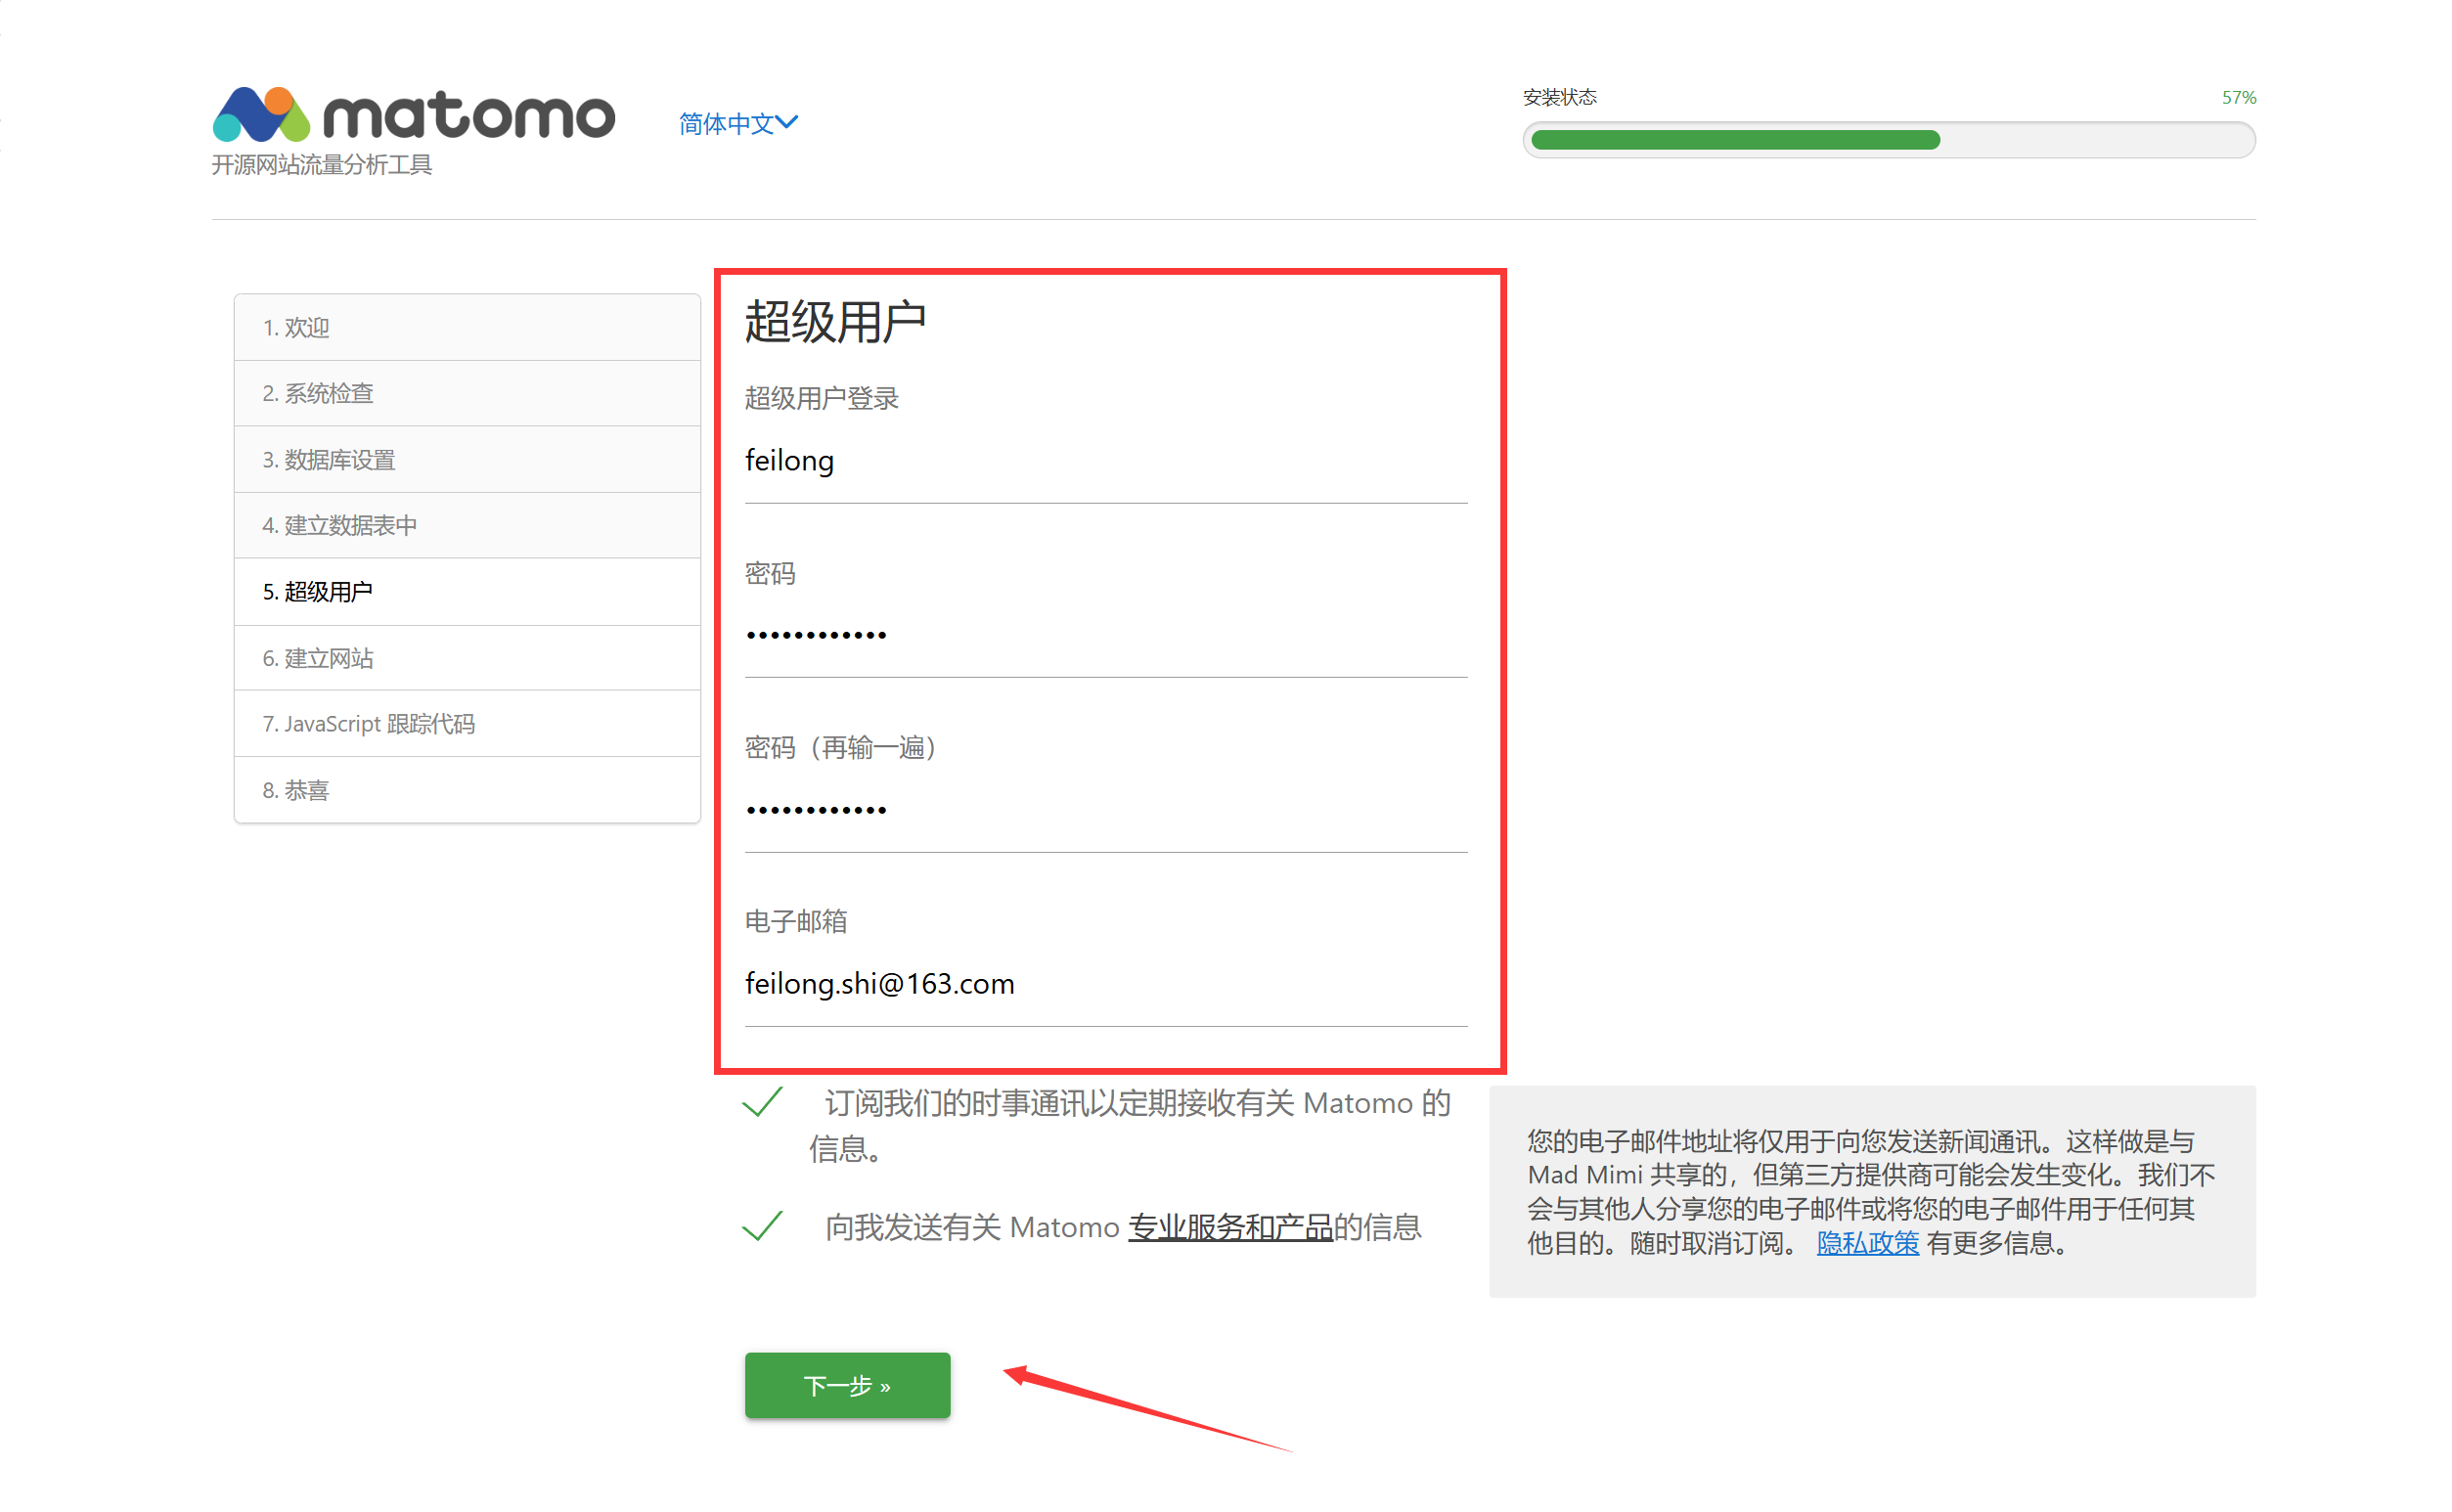 matomo
开源网站流量分析工具
简体中文
安装状态
57%
1. 欢迎
2. 系统检查
3. 数据库设置
4. 建立数据表中
5. 超级用户
6. 建立网站
7. JavaScript 跟踪代码
8. 恭喜
超级用户
超级用户登录
feilong
密码
••••••••••••
密码（再输一遍）
••••••••••••
电子邮箱
feilong.shi@163.com
订阅我们的时事通讯以定期接收有关 Matomo 的
信息。
向我发送有关 Matomo 专业服务和产品的信息
您的电子邮件地址将仅用于向您发送新闻通讯。这样做是与
Mad Mimi 共享的，但第三方提供商可能会发生变化。我们不
会与其他人分享您的电子邮件或将您的电子邮件用于任何其
他目的。随时取消订阅。 隐私政策 有更多信息。
下一步 »